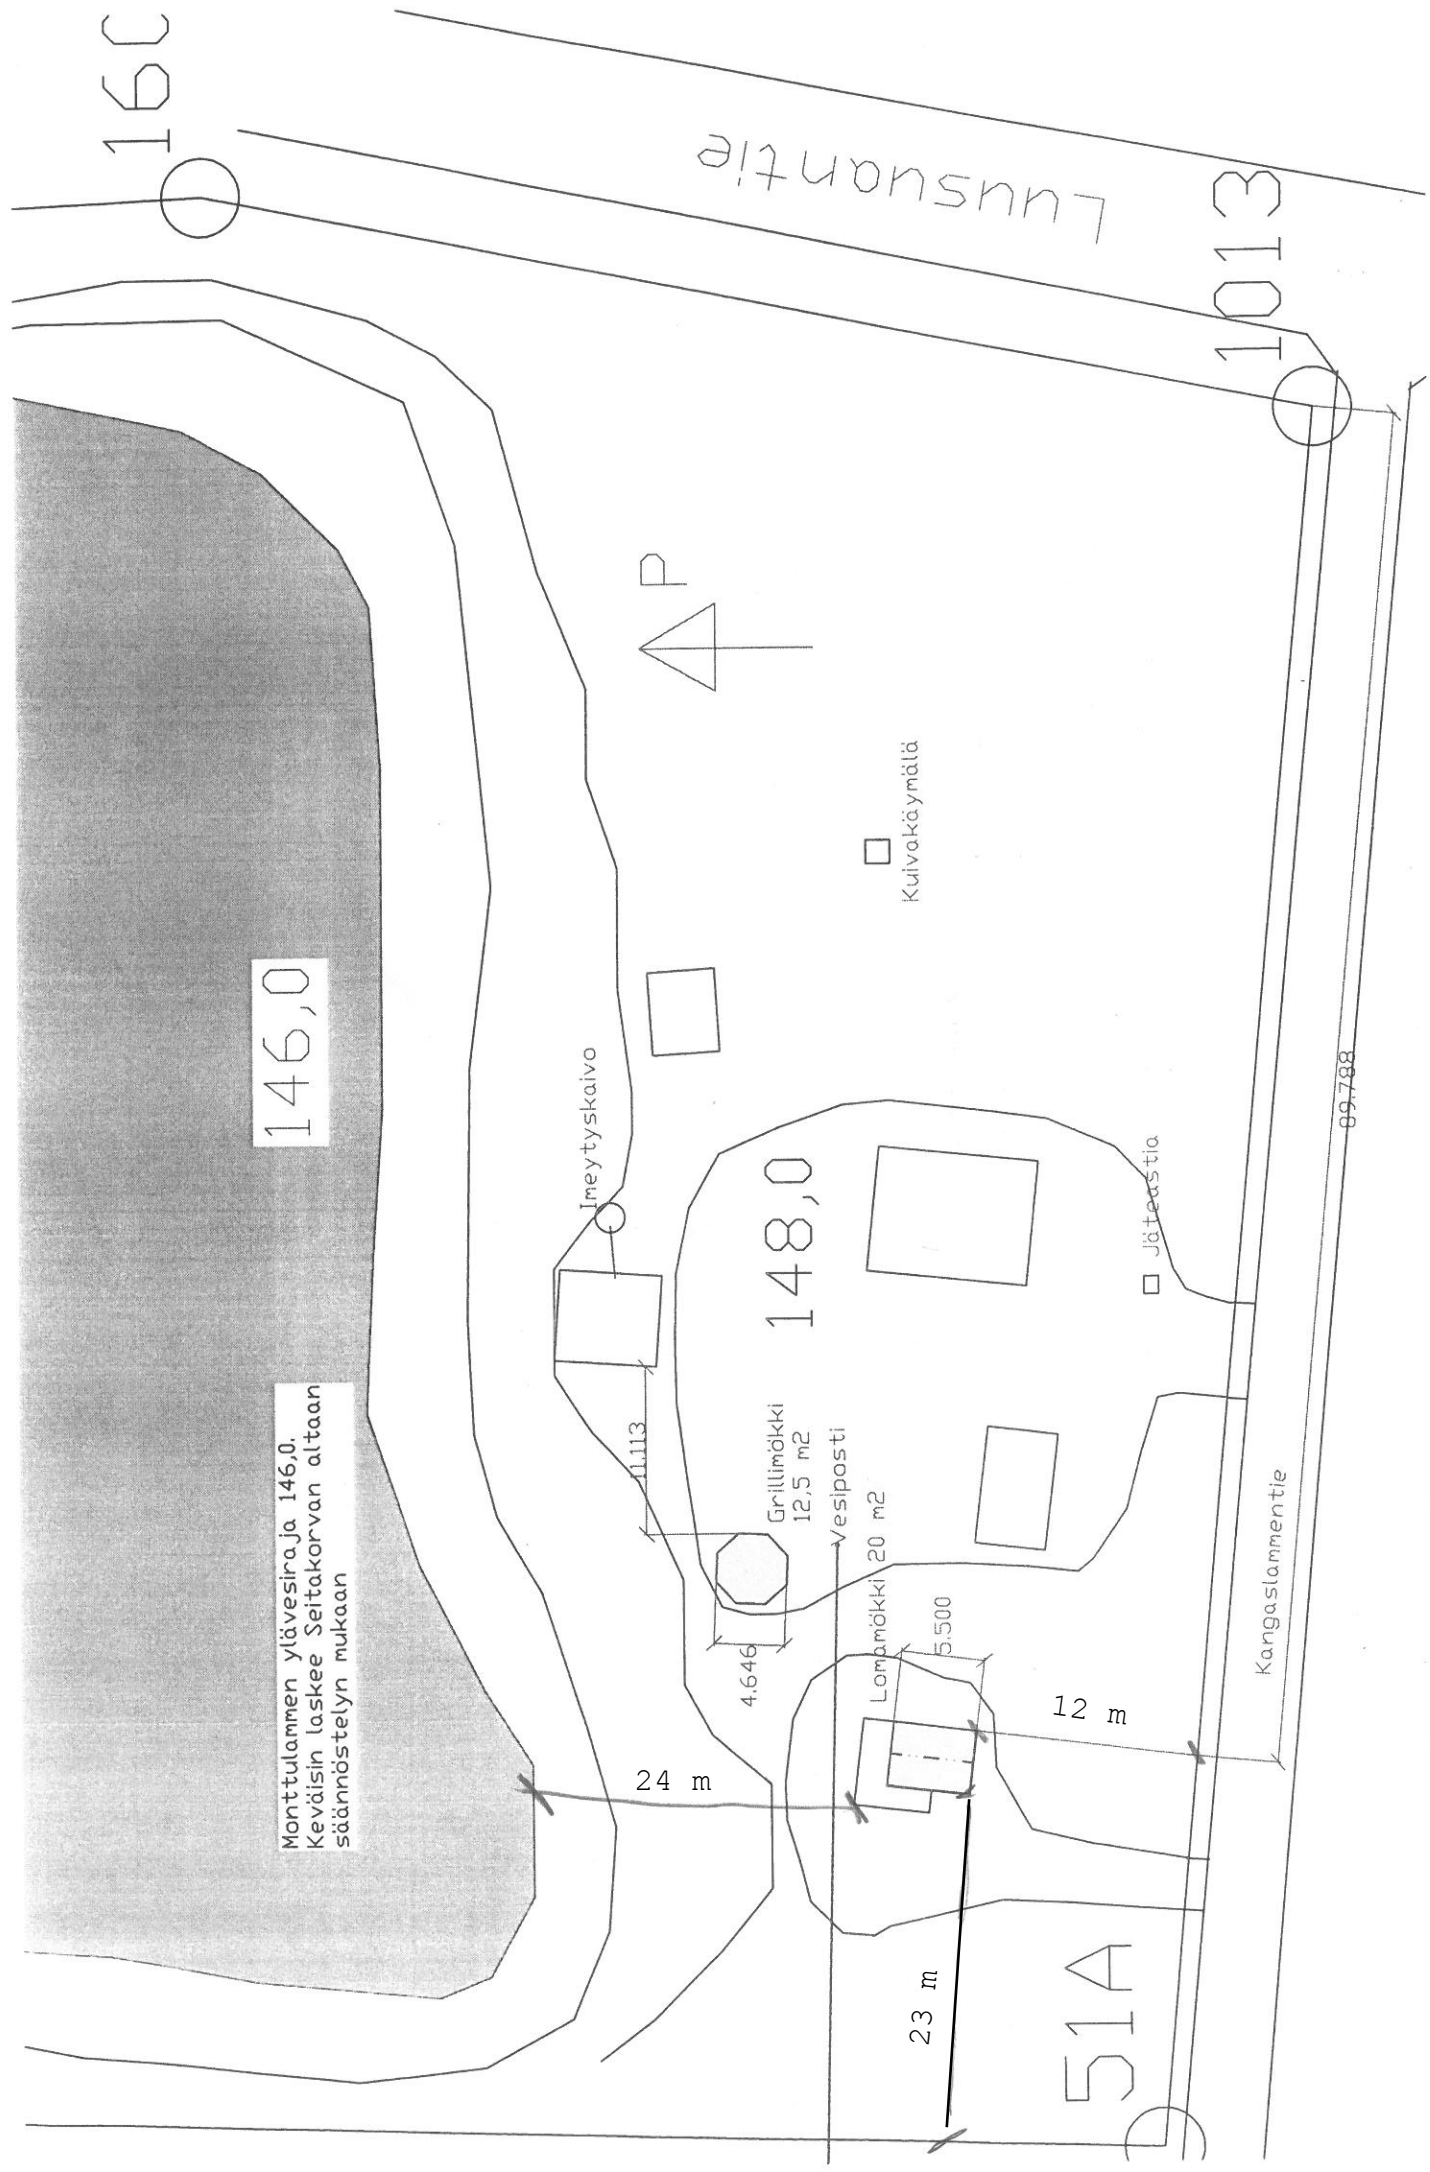 160
Luusuantie
1013
P
Kuivakäymälä
146,0
Imeytyskaivo
Monttulammen ylävesiraja 146,0.
Keväisin laskee Seitakorvan altaan
säännöstelyn mukaan
148,0
Jäteastia
89.788
11.113
Grillimökki
12,5 m2
Vesiposti
Lomamökki 20 m2
4.646
5.500
Kangaslammentie
12 m
24 m
23 m
51A